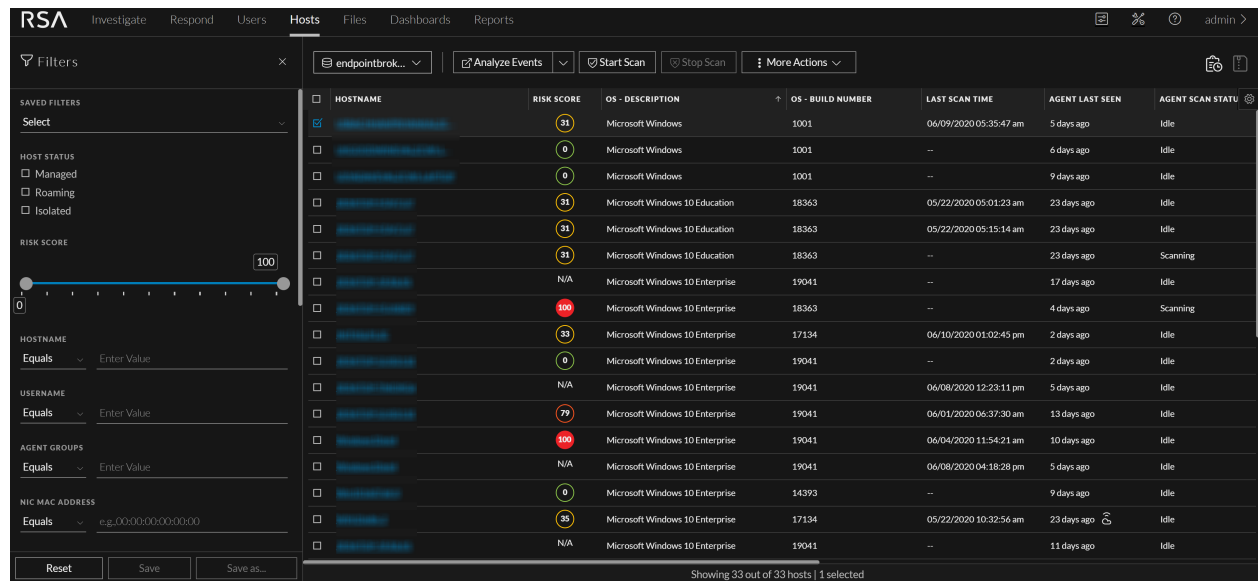 RSA Investigate Respond Users Hosts Files Dashboards Reports admin >
Filters
endpointbrok... Analyze Events Start Scan Stop Scan More Actions
SAVED FILTERS
Select
HOST STATUS
Managed
Roaming
Isolated
RISK SCORE
100
0
HOSTNAME
Equals Enter Value
USERNAME
Equals Enter Value
AGENT GROUPS
Equals Enter Value
NIC MAC ADDRESS
Equals e.g.,00:00:00:00:00:00
Reset Save Save as...
HOSTNAME RISK SCORE OS - DESCRIPTION OS - BUILD NUMBER LAST SCAN TIME AGENT LAST SEEN AGENT SCAN STATU
31 Microsoft Windows 1001 06/09/2020 05:35:47 am 5 days ago Idle
0 Microsoft Windows 1001 -- 6 days ago Idle
0 Microsoft Windows 1001 -- 9 days ago Idle
31 Microsoft Windows 10 Education 18363 05/22/2020 05:01:23 am 23 days ago Idle
31 Microsoft Windows 10 Education 18363 05/22/2020 05:15:14 am 23 days ago Idle
31 Microsoft Windows 10 Education 18363 -- 23 days ago Scanning
N/A Microsoft Windows 10 Enterprise 19041 -- 17 days ago Idle
100 Microsoft Windows 10 Enterprise 18363 -- 4 days ago Scanning
33 Microsoft Windows 10 Enterprise 17134 06/10/2020 01:02:45 pm 2 days ago Idle
0 Microsoft Windows 10 Enterprise 19041 -- 2 days ago Idle
N/A Microsoft Windows 10 Enterprise 19041 06/08/2020 12:23:11 pm 5 days ago Idle
79 Microsoft Windows 10 Enterprise 19041 06/01/2020 06:37:30 am 13 days ago Idle
100 Microsoft Windows 10 Enterprise 19041 06/04/2020 11:54:21 am 10 days ago Idle
N/A Microsoft Windows 10 Enterprise 19041 06/08/2020 04:18:28 pm 5 days ago Idle
0 Microsoft Windows 10 Enterprise 14393 -- 9 days ago Idle
35 Microsoft Windows 10 Enterprise 17134 05/22/2020 10:32:56 am 23 days ago Idle
N/A Microsoft Windows 10 Enterprise 19041 -- 11 days ago Idle
Showing 33 out of 33 hosts | 1 selected